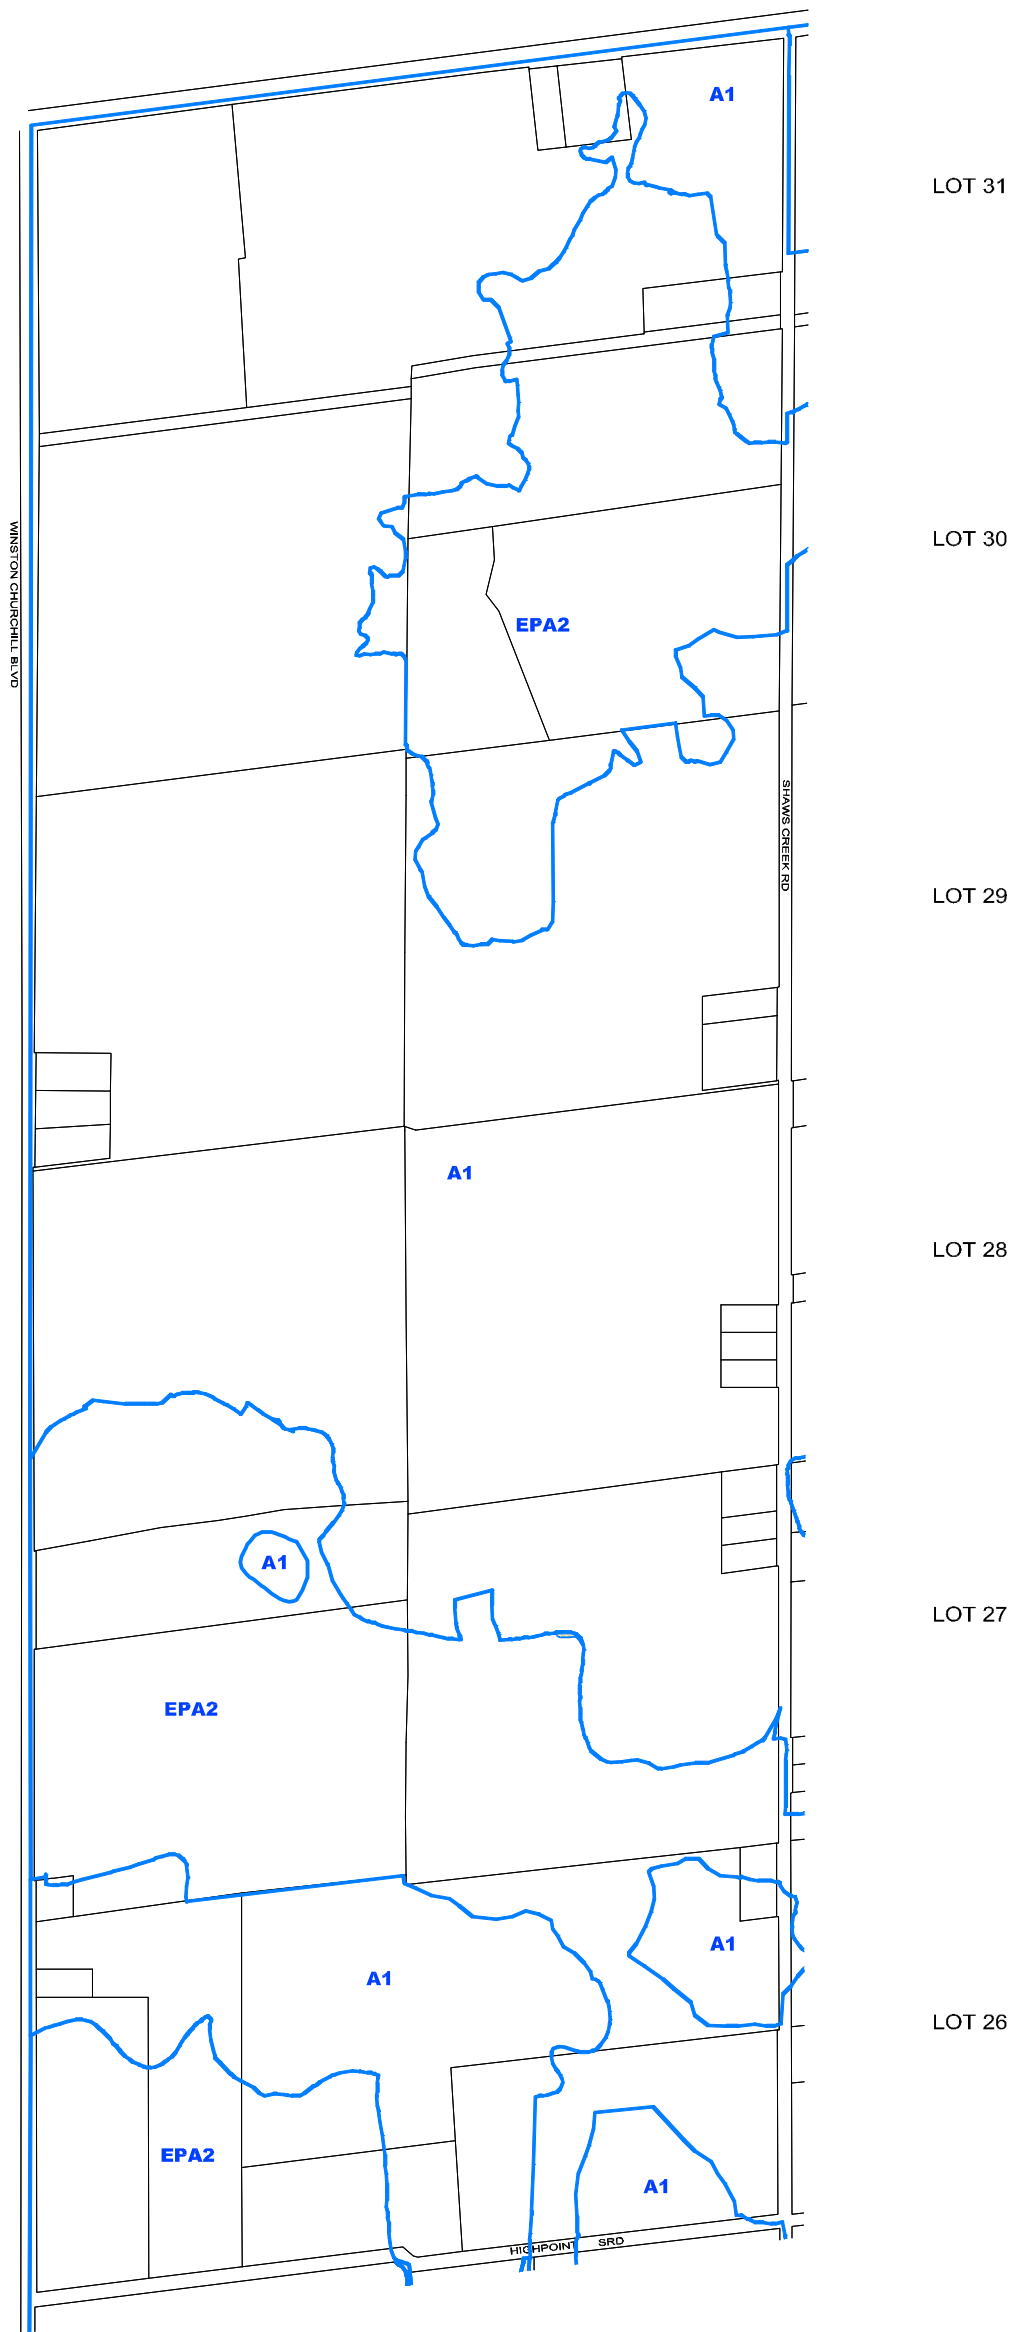 A1
LOT 31
WINSTON CHURCHILL BLVD
LOT 30
EPA2
SHAWS CREEK RD
LOT 29
A1
LOT 28
A1
LOT 27
EPA2
A1
A1
LOT 26
EPA2
A1
HIGHPOINT SRD